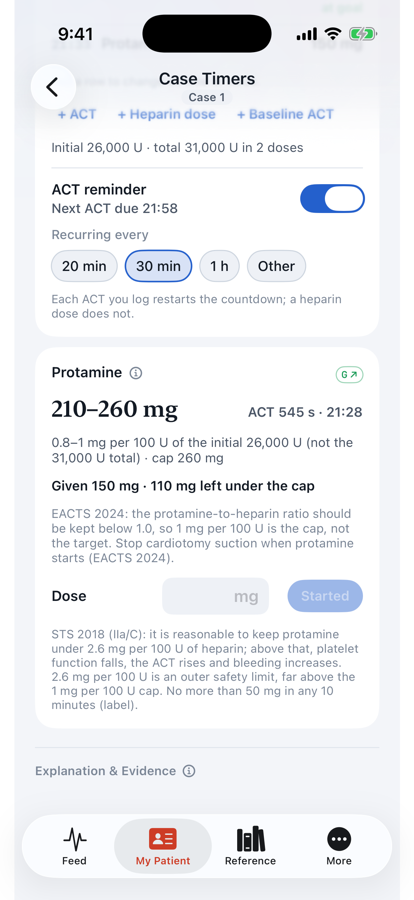 9:41
Case Timers
Case 1
+ ACT + Heparin dose + Baseline ACT
Initial 26,000 U · total 31,000 U in 2 doses
ACT reminder
Next ACT due 21:58
Recurring every
20 min 30 min 1 h Other
Each ACT you log restarts the countdown; a heparin
dose does not.
Protamine
G ↗
210–260 mg
ACT 545 s · 21:28
0.8–1 mg per 100 U of the initial 26,000 U (not the
31,000 U total) · cap 260 mg
Given 150 mg · 110 mg left under the cap
EACTS 2024: the protamine-to-heparin ratio should
be kept below 1.0, so 1 mg per 100 U is the cap, not
the target. Stop cardiotomy suction when protamine
starts (EACTS 2024).
Dose mg Started
STS 2018 (IIa/C): it is reasonable to keep protamine
under 2.6 mg per 100 U of heparin; above that, platelet
function falls, the ACT rises and bleeding increases.
2.6 mg per 100 U is an outer safety limit, far above the
1 mg per 100 U cap. No more than 50 mg in any 10
minutes (label).
Explanation & Evidence
Feed My Patient Reference More